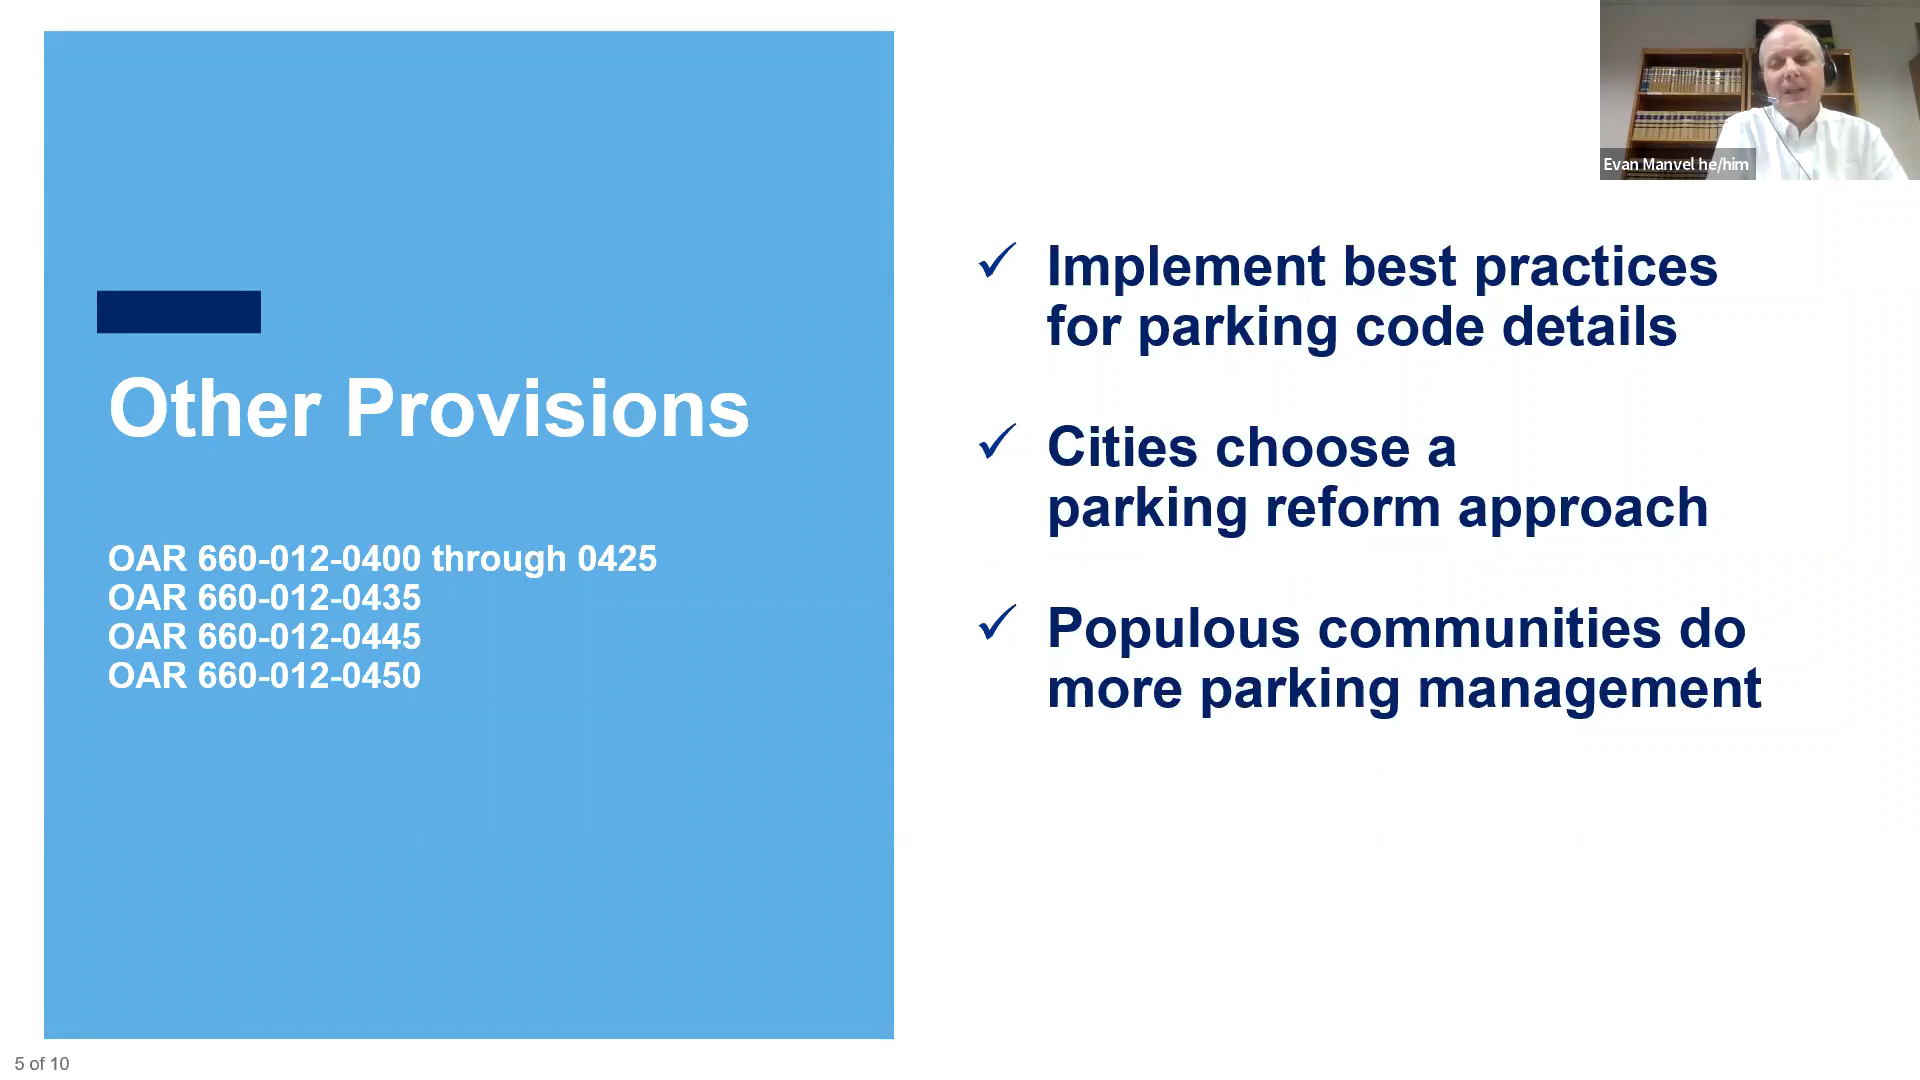 Other Provisions
OAR 660-012-0400 through 0425
OAR 660-012-0435
OAR 660-012-0445
OAR 660-012-0450
Evan Manvel he/him
✓ Implement best practices
for parking code details
✓ Cities choose a
parking reform approach
✓ Populous communities do
more parking management
5 of 10